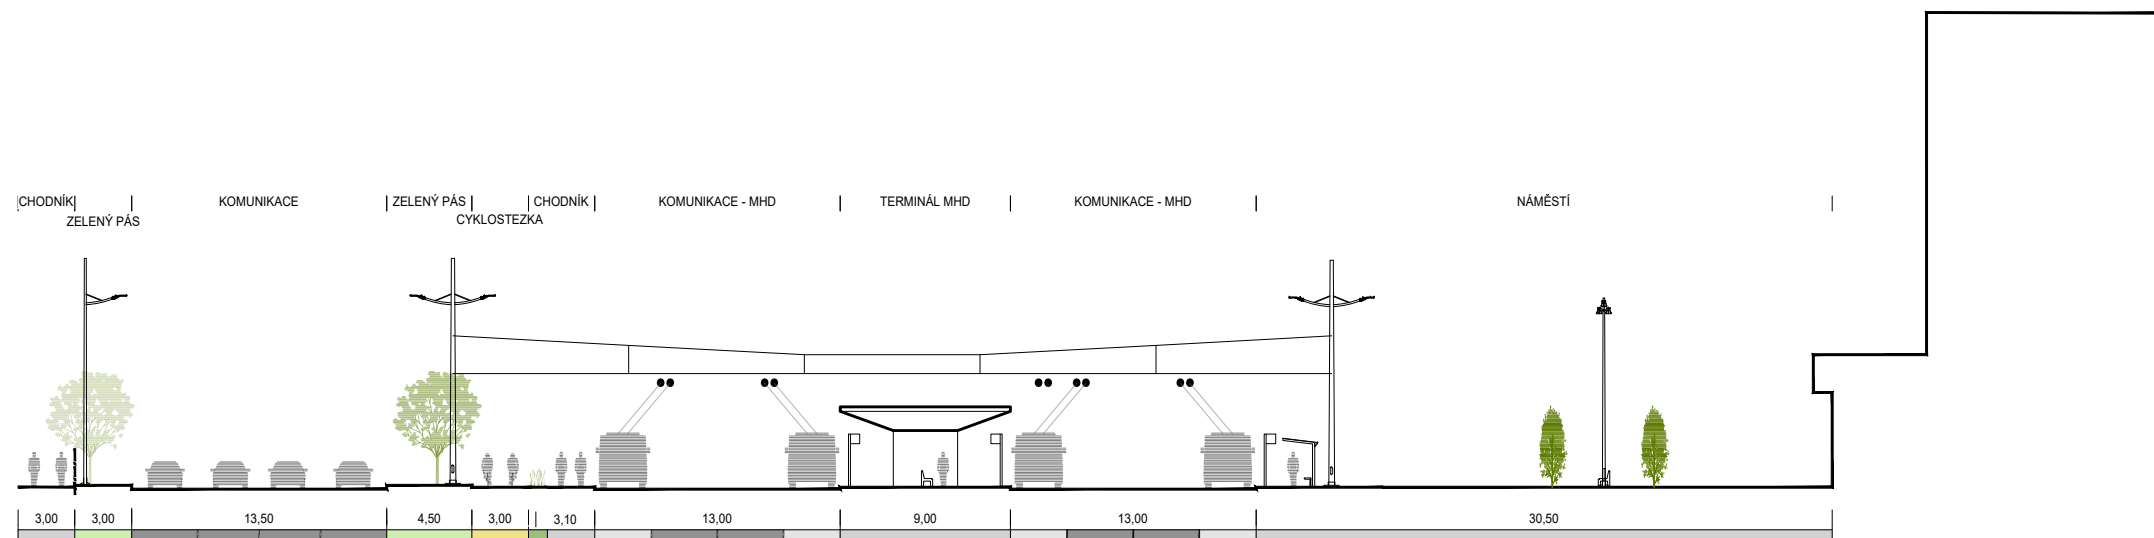 CHODNÍK KOMUNIKACE ZELENÝ PÁS CHODNÍK KOMUNIKACE - MHD TERMINÁL MHD KOMUNIKACE - MHD NÁMĚSTÍ
ZELENÝ PÁS CYKLOSTEZKA
3,00 3,00 13,50 4,50 3,00 3,10 13,00 9,00 13,00 30,50